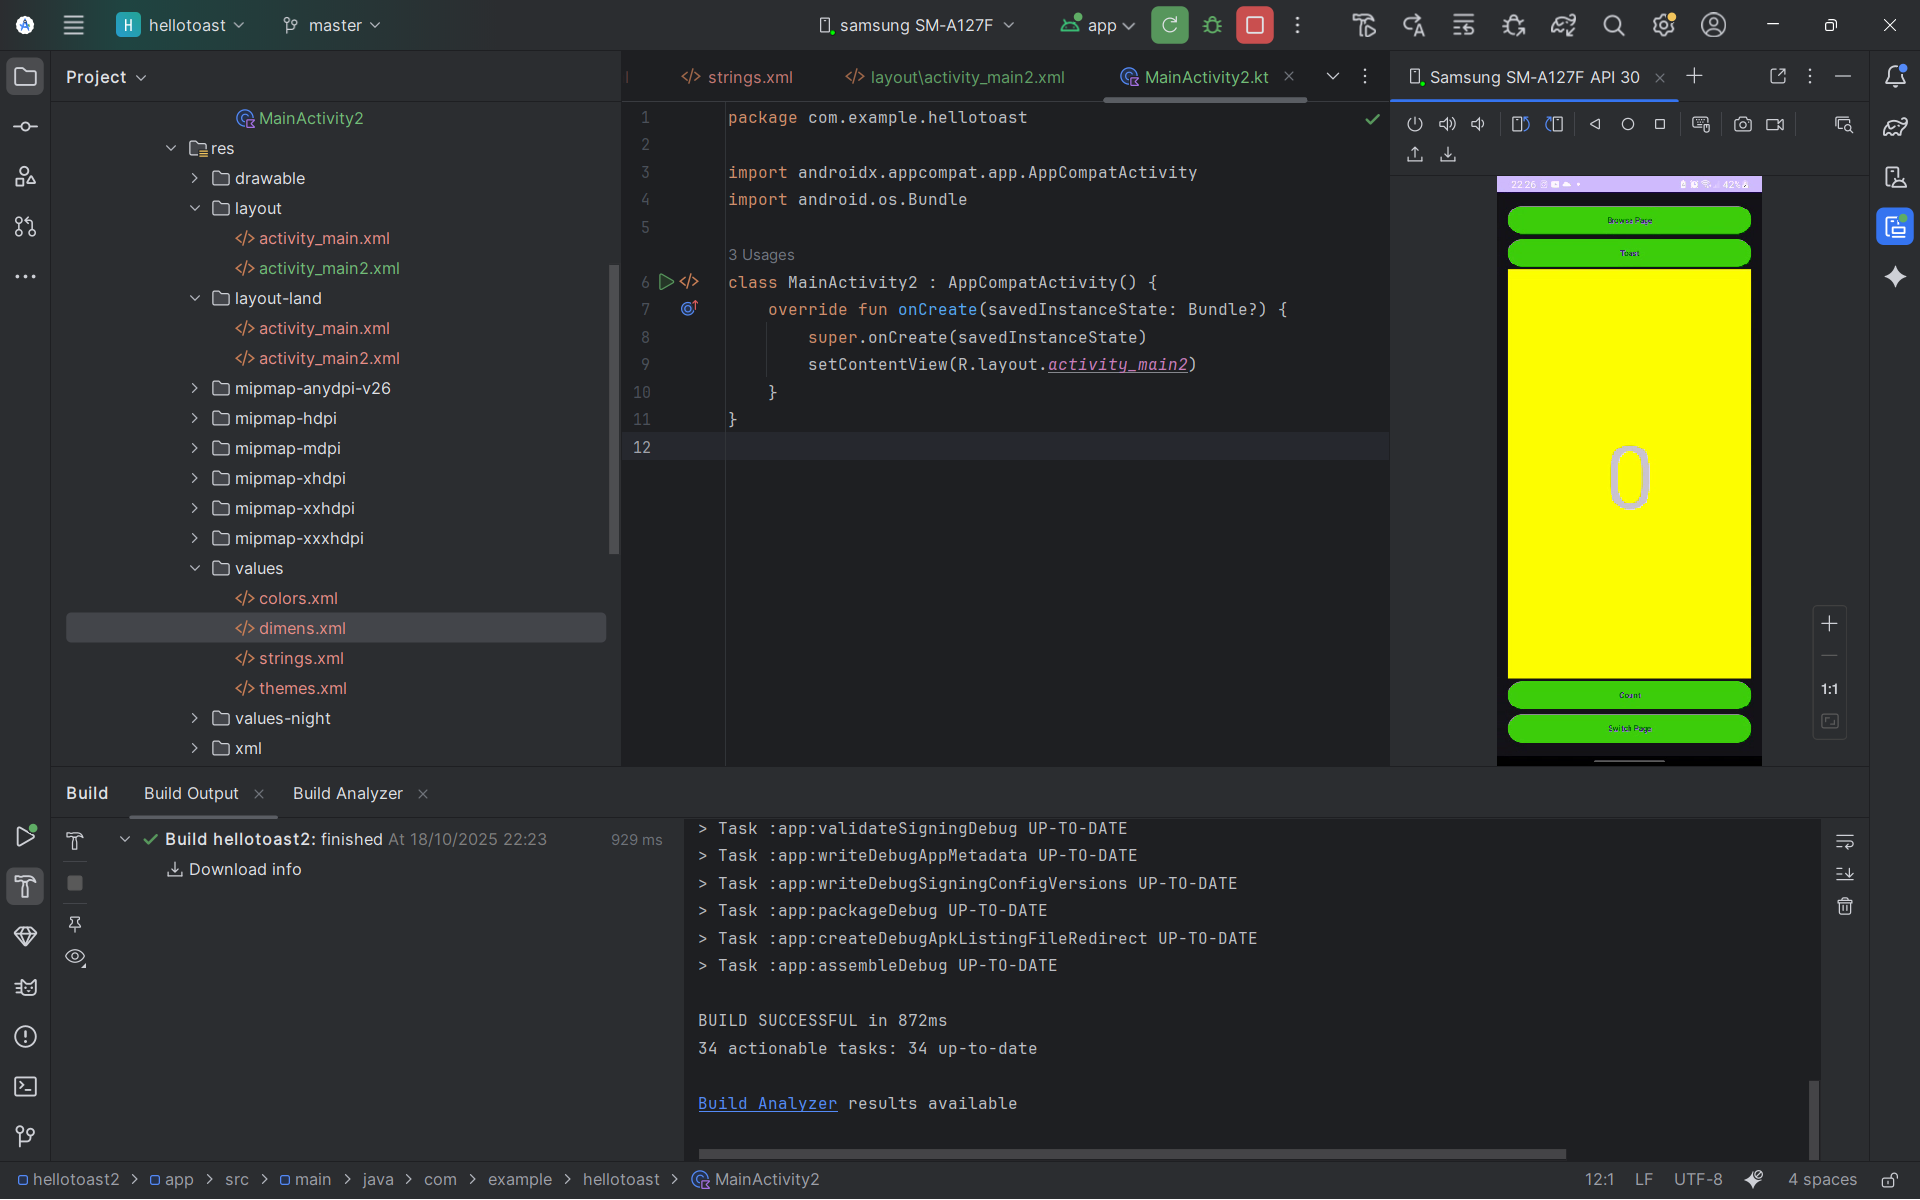 H hellotoast master samsung SM-A127F app
Project
MainActivity2
res
drawable
layout
activity_main.xml
activity_main2.xml
layout-land
activity_main.xml
activity_main2.xml
mipmap-anydpi-v26
mipmap-hdpi
mipmap-mdpi
mipmap-xhdpi
mipmap-xxhdpi
mipmap-xxxhdpi
values
colors.xml
dimens.xml
strings.xml
themes.xml
values-night
xml
strings.xml layout\activity_main2.xml MainActivity2.kt
1 package com.example.hellotoast
2
3 import androidx.appcompat.app.AppCompatActivity
4 import android.os.Bundle
5
3 Usages
6 class MainActivity2 : AppCompatActivity() {
7 override fun onCreate(savedInstanceState: Bundle?) {
8 super.onCreate(savedInstanceState)
9 setContentView(R.layout.activity_main2)
10 }
11 }
12
Samsung SM-A127F API 30
22:26 42%
Browse Page
Toast
0
Count
Switch Page
1:1
Build Build Output Build Analyzer
Build hellotoast2: finished At 18/10/2025 22:23 929 ms
Download info
> Task :app:validateSigningDebug UP-TO-DATE
> Task :app:writeDebugAppMetadata UP-TO-DATE
> Task :app:writeDebugSigningConfigVersions UP-TO-DATE
> Task :app:packageDebug UP-TO-DATE
> Task :app:createDebugApkListingFileRedirect UP-TO-DATE
> Task :app:assembleDebug UP-TO-DATE
BUILD SUCCESSFUL in 872ms
34 actionable tasks: 34 up-to-date
Build Analyzer results available
hellotoast2 > app > src > main > java > com > example > hellotoast > MainActivity2 12:1 LF UTF-8 4 spaces